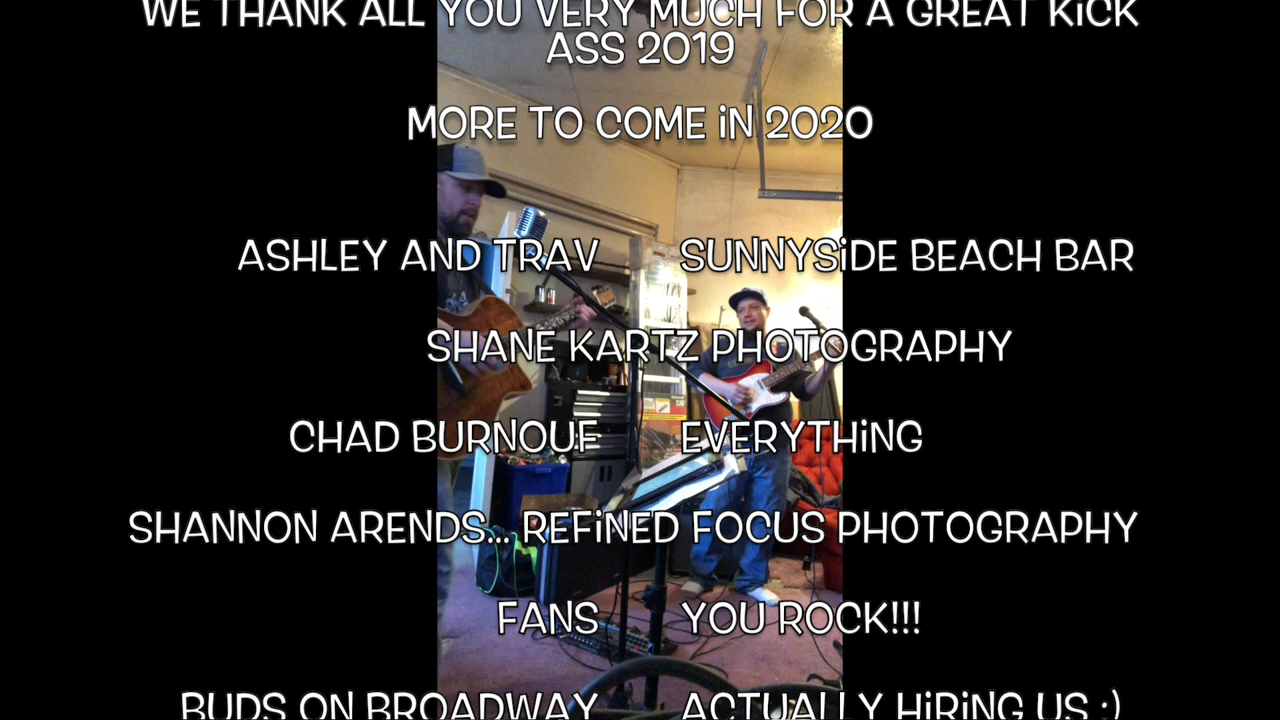 WE THANK ALL YOU VERY MUCH FOR A GREAT KiCK
ASS 2019
MORE TO COME iN 2020
ASHLEY AND TRAV SUNNYSiDE BEACH BAR
SHANE KARTZ PHOTOGRAPHY
CHAD BURNOUF EVERYTHiNG
SHANNON ARENDS... REFiNED FOCUS PHOTOGRAPHY
FANS YOU ROCK!!!
BUDS ON BROADWAY ACTUALLY HiRiNG US :)